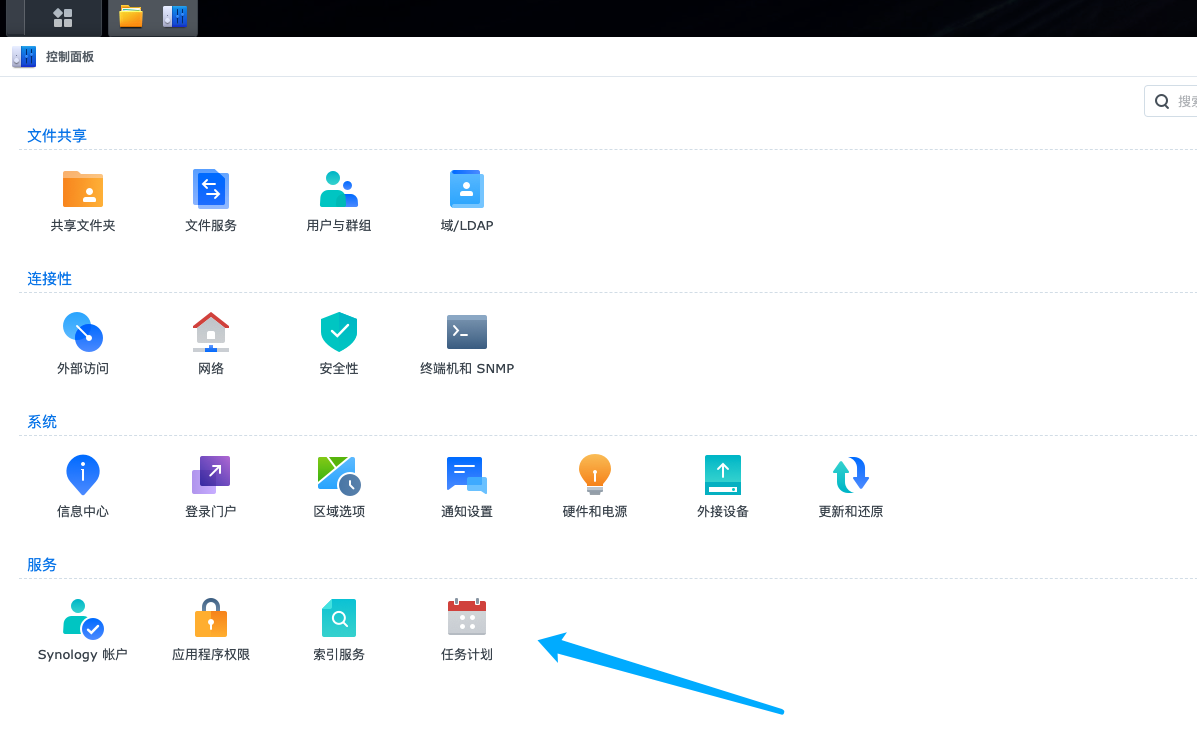 控制面板
搜索
文件共享
共享文件夹 文件服务 用户与群组 域/LDAP
连接性
外部访问 网络 安全性 终端机和 SNMP
系统
信息中心 登录门户 区域选项 通知设置 硬件和电源 外接设备 更新和还原
服务
Synology 帐户 应用程序权限 索引服务 任务计划